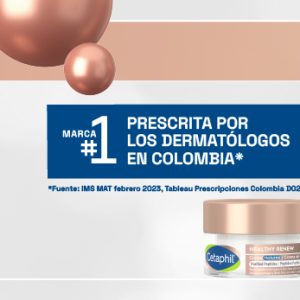 MARCA
#1
PRESCRITA POR
LOS DERMATÓLOGOS
EN COLOMBIA*
*Fuente: IMS MAT febrero 2023, Tableau Prescripciones Colombia
Cetaphil
HEALTHY RENEW